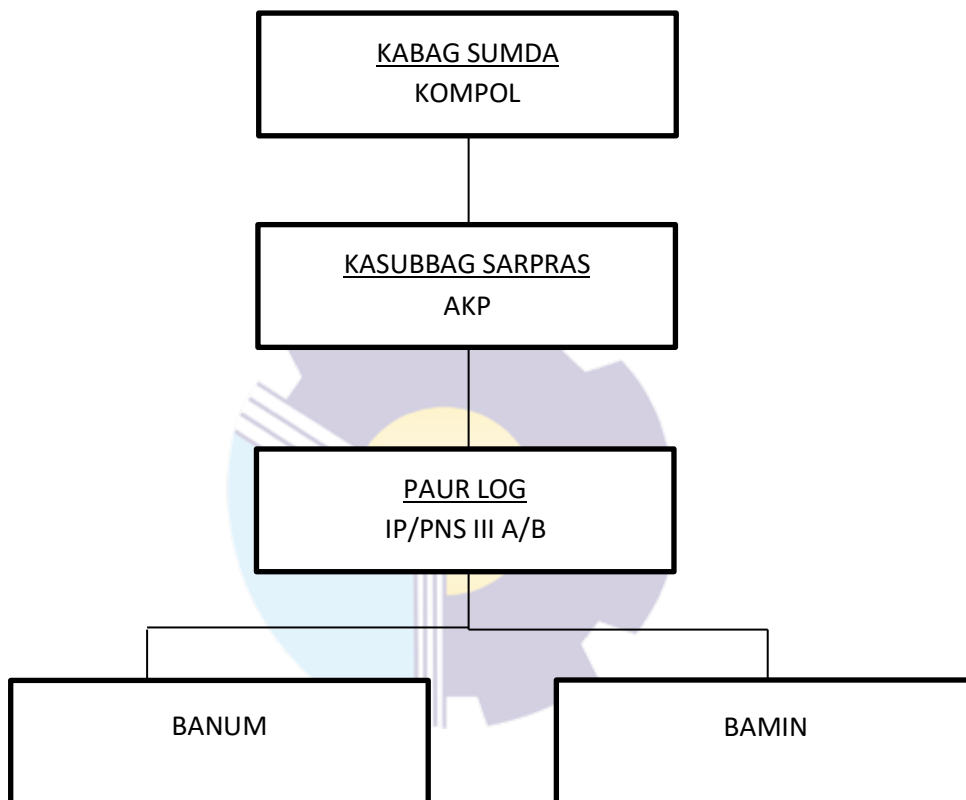 KABAG SUMDA
KOMPOL
KASUBBAG SARPRAS
AKP
PAUR LOG
IP/PNS III A/B
BANUM
BAMIN